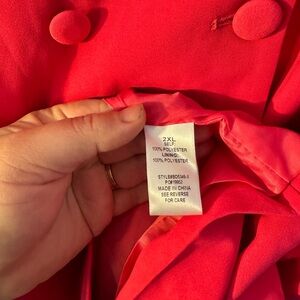 2XL
SELF:
100% POLYESTER
LINING:
100% POLYESTER
MADE IN CHINA
SEE REVERSE
FOR CARE